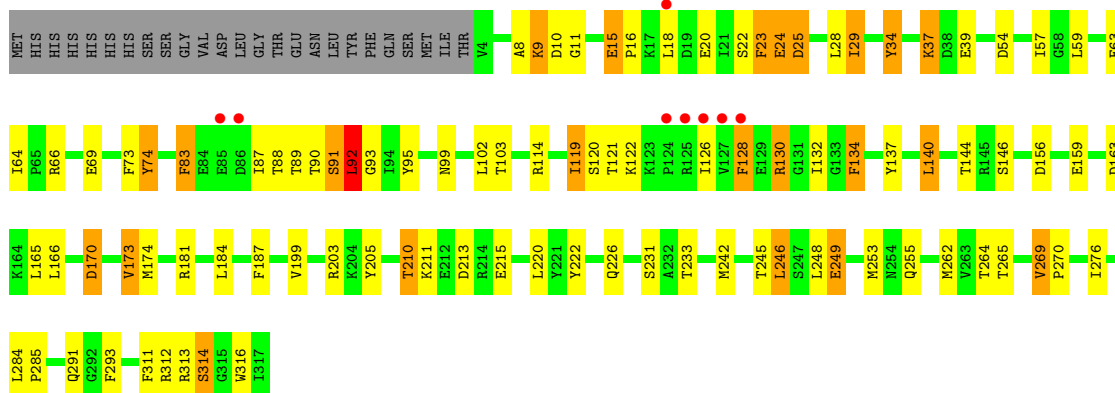 MET HIS HIS HIS HIS HIS HIS SER SER GLY VAL ASP LEU GLY THR GLU ASN LEU TYR PHE GLN SER MET ILE THR V4 A8 K9 D10 G11 E15 P16 K17 L18 D19 E20 I21 S22 F23 E24 D25 L28 I29 Y34 K37 D38 E39 D54 I57 G58 L59
I64 P65 R66 E69 F73 Y74 F83 E84 E85 D86 I87 T88 T89 T90 S91 L92 G93 I94 Y95 N99 L102 T103 R114 I119 S120 T121 K122 K123 P124 R125 I126 V127 F128 E129 R130 G131 I132 G133 F134 Y137 L140 T144 R145 S146 D156 E159
K164 L165 L166 D170 V173 M174 R181 L184 F187 V199 R203 K204 Y205 T210 K211 E212 D213 R214 E215 L220 Y221 Y222 Q226 S231 A232 T233 M242 T245 L246 S247 L248 E249 M253 N254 Q255 M262 V263 T264 T265 V269 P270 I276
L284 P285 Q291 G292 F293 F311 R312 R313 S314 G315 W316 I317